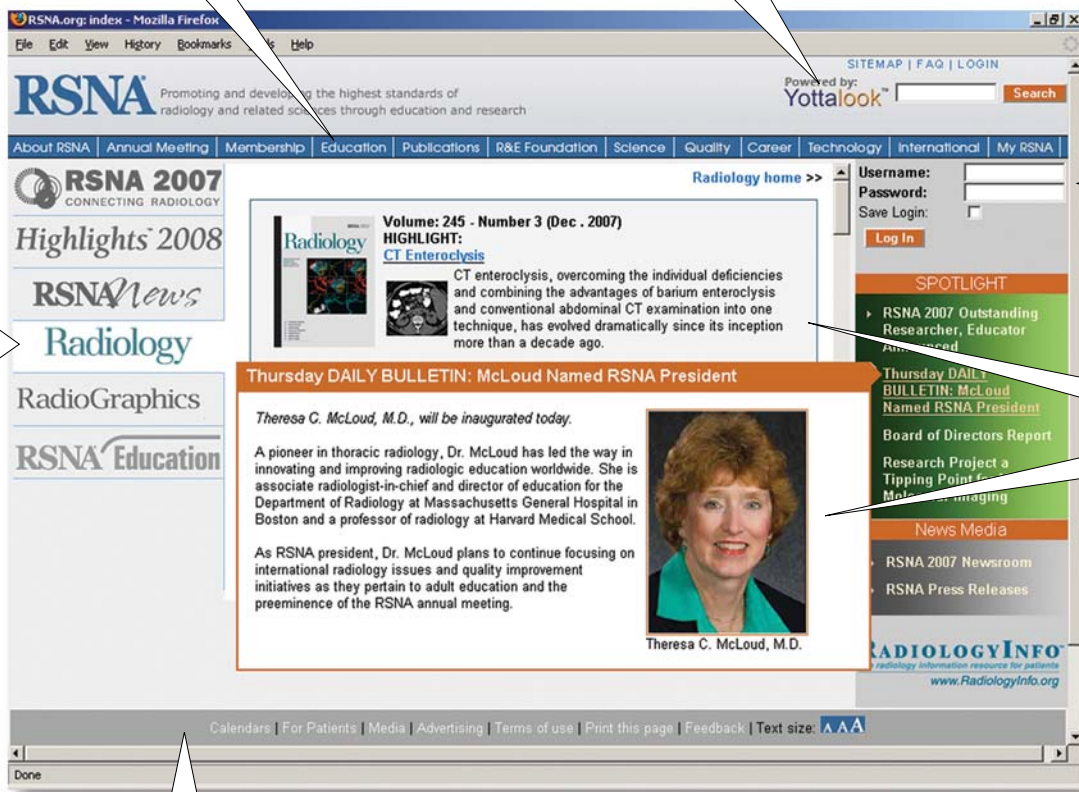 RSNA.org: index - Mozilla Firefox
File Edit View History Bookmarks Help
SITEMAP | FAQ | LOGIN
RSNA
Promoting and developing the highest standards of
radiology and related sciences through education and research
Powered by:
Yottalook™
Search
About RSNA | Annual Meeting | Membership | Education | Publications | R&E Foundation | Science | Quality | Career | Technology | International | My RSNA
RSNA 2007
CONNECTING RADIOLOGY
Highlights 2008
RSNA News
Radiology
RadioGraphics
RSNA Education
Radiology home >>
Radiology
Volume: 245 - Number 3 (Dec . 2007)
HIGHLIGHT:
CT Enteroclysis
CT enteroclysis, overcoming the individual deficiencies
and combining the advantages of barium enteroclysis
and conventional abdominal CT examination into one
technique, has evolved dramatically since its inception
more than a decade ago.
Thursday DAILY BULLETIN: McLoud Named RSNA President
Theresa C. McLoud, M.D., will be inaugurated today.
A pioneer in thoracic radiology, Dr. McLoud has led the way in
innovating and improving radiologic education worldwide. She is
associate radiologist-in-chief and director of education for the
Department of Radiology at Massachusetts General Hospital in
Boston and a professor of radiology at Harvard Medical School.
As RSNA president, Dr. McLoud plans to continue focusing on
international radiology issues and quality improvement
initiatives as they pertain to adult education and the
preeminence of the RSNA annual meeting.
Theresa C. McLoud, M.D.
Username:
Password:
Save Login:
Log In
SPOTLIGHT
RSNA 2007 Outstanding
Researcher, Educator
Announced
Thursday DAILY
BULLETIN: McLoud
Named RSNA President
Board of Directors Report
Research Project a
Tipping Point for
Molecular Imaging
News Media
RSNA 2007 Newsroom
RSNA Press Releases
RADIOLOGYINFO
radiology information resource for patients
www.RadiologyInfo.org
Calendars | For Patients | Media | Advertising | Terms of use | Print this page | Feedback | Text size: A A A
Done